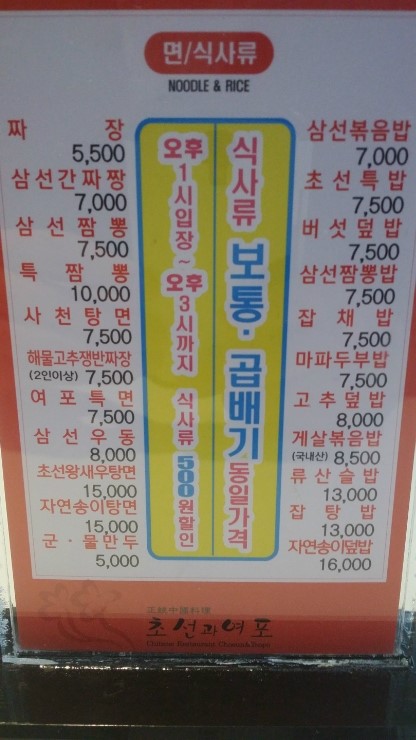 면/식사류
NOODLE & RICE
짜 장
5,500
삼선간짜짱
7,000
삼선짬뽕
7,500
특 짬 뽕
10,000
사천탕면
7,500
해물고추쟁반짜장
(2인이상) 7,500
여포특면
7,500
삼선우동
8,000
초선왕새우탕면
15,000
자연송이탕면
15,000
군·물만두
5,000
오후1시입장~오후3시까지 식사류 500원할인
식사류 보통·곱배기 동일가격
삼선볶음밥
7,000
초선특밥
7,500
버섯덮밥
7,500
삼선짬뽕밥
7,500
잡채밥
7,500
마파두부밥
7,500
고추덮밥
8,000
게살볶음밥
(국내산) 8,500
류산슬밥
13,000
잡탕밥
13,000
자연송이덮밥
16,000
正統中國料理
초선과여포
Chinese Restaurant